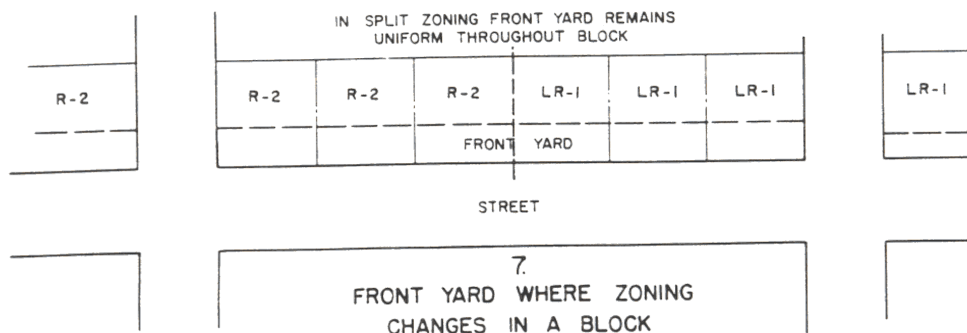 IN SPLIT ZONING FRONT YARD REMAINS
UNIFORM THROUGHOUT BLOCK
R-2 R-2 R-2 R-2 LR-1 LR-1 LR-1 LR-1
FRONT YARD
STREET
7.
FRONT YARD WHERE ZONING
CHANGES IN A BLOCK